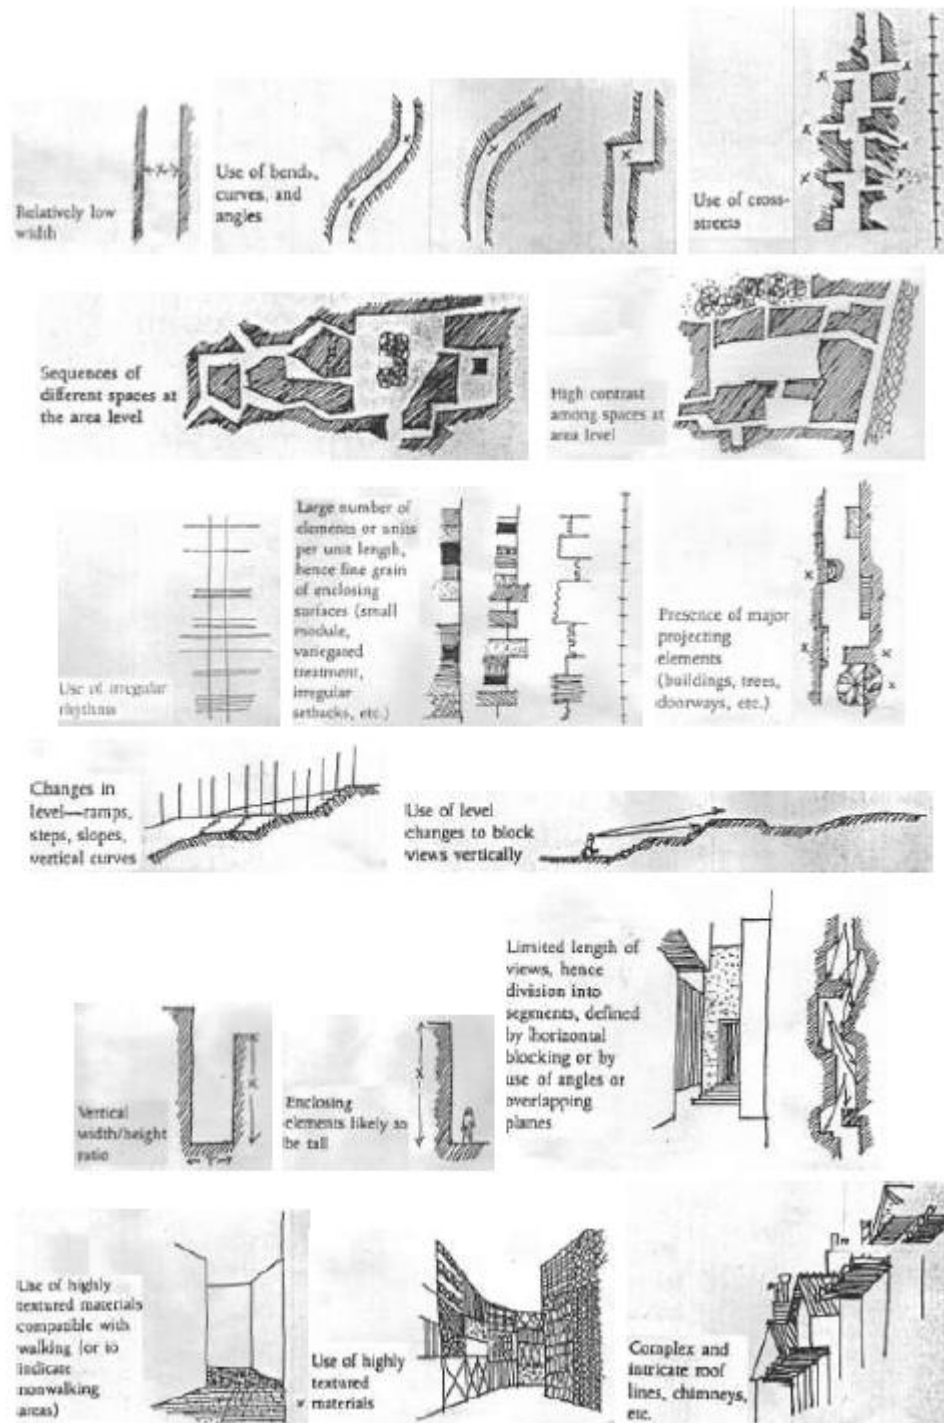 Relatively low
width
Use of bends,
curves, and
angles
Use of cross-
streets
Sequences of
different spaces at
the area level
High contrast
among spaces at
area level
Use of irregular
rhythms
Large number of
elements or units
per unit length,
hence fine grain
of enclosing
surfaces (small
module,
variegated
treatment,
irregular
setbacks, etc.)
Presence of major
projecting
elements
(buildings, trees,
doorways, etc.)
Changes in
level—ramps,
steps, slopes,
vertical curves
Use of level
changes to block
views vertically
Vertical
width/height
ratio
Enclosing
elements likely to
be tall
Limited length of
views, hence
division into
segments, defined
by horizontal
blocking or by
use of angles or
overlapping
planes
Use of highly
textured materials
compatible with
walking (or to
indicate
nonwalking
areas)
Use of highly
textured
materials
Complex and
intricate roof
lines, chimneys,
etc.